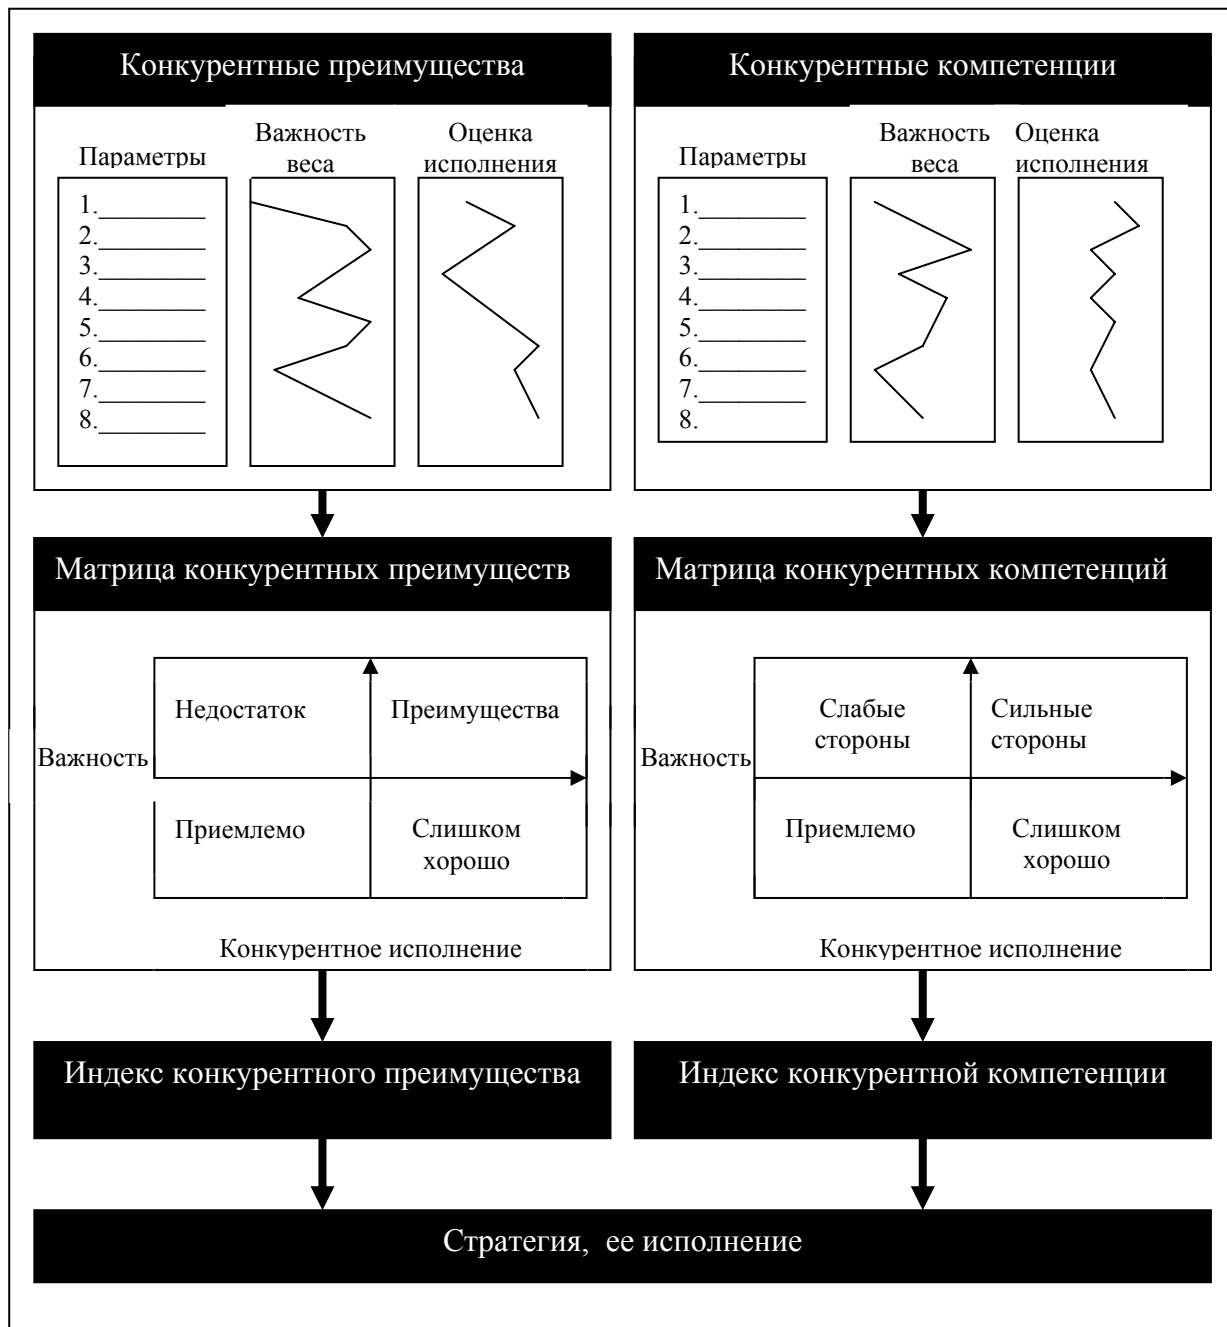 Конкурентные преимущества
Параметры
Важность
веса
Оценка
исполнения
1.________
2.________
3.________
4.________
5.________
6.________
7.________
8.________
Конкурентные компетенции
Параметры
Важность
веса
Оценка
исполнения
1.________
2.________
3.________
4.________
5.________
6.________
7.________
8.
Матрица конкурентных преимуществ
Важность
Недостаток
Преимущества
Приемлемо
Слишком
хорошо
Конкурентное исполнение
Матрица конкурентных компетенций
Важность
Слабые
стороны
Сильные
стороны
Приемлемо
Слишком
хорошо
Конкурентное исполнение
Индекс конкурентного преимущества
Индекс конкурентной компетенции
Стратегия, ее исполнение